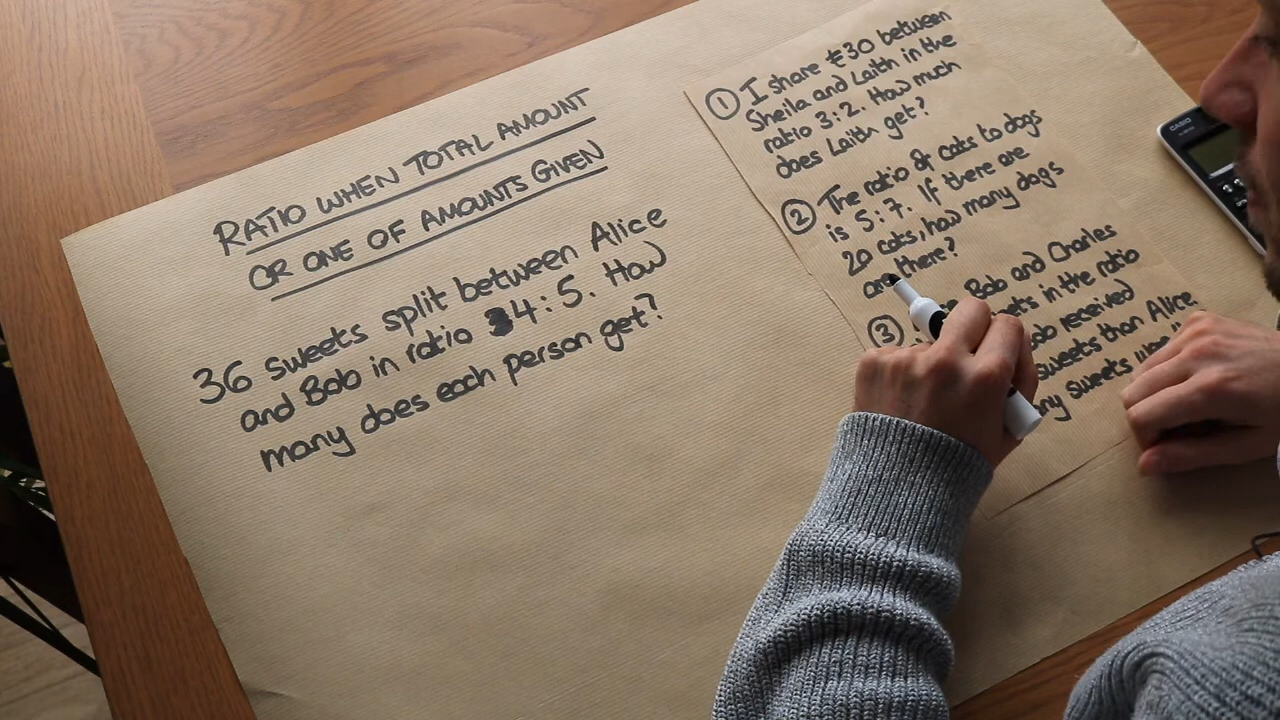 RATIO WHEN TOTAL AMOUNT
OR ONE OF AMOUNTS GIVEN
36 sweets split between Alice
and Bob in ratio 4:5. How
many does each person get?
① I share €30 between
Sheila and Laith in the
ratio 3:2. How much
does Laith get?
② The ratio of cats to dogs
is 5:7. If there are
20 cats, how many dogs
are there?
③ Bob and Charles
in the ratio
received
sweets than Alice.
sweets
CASIO